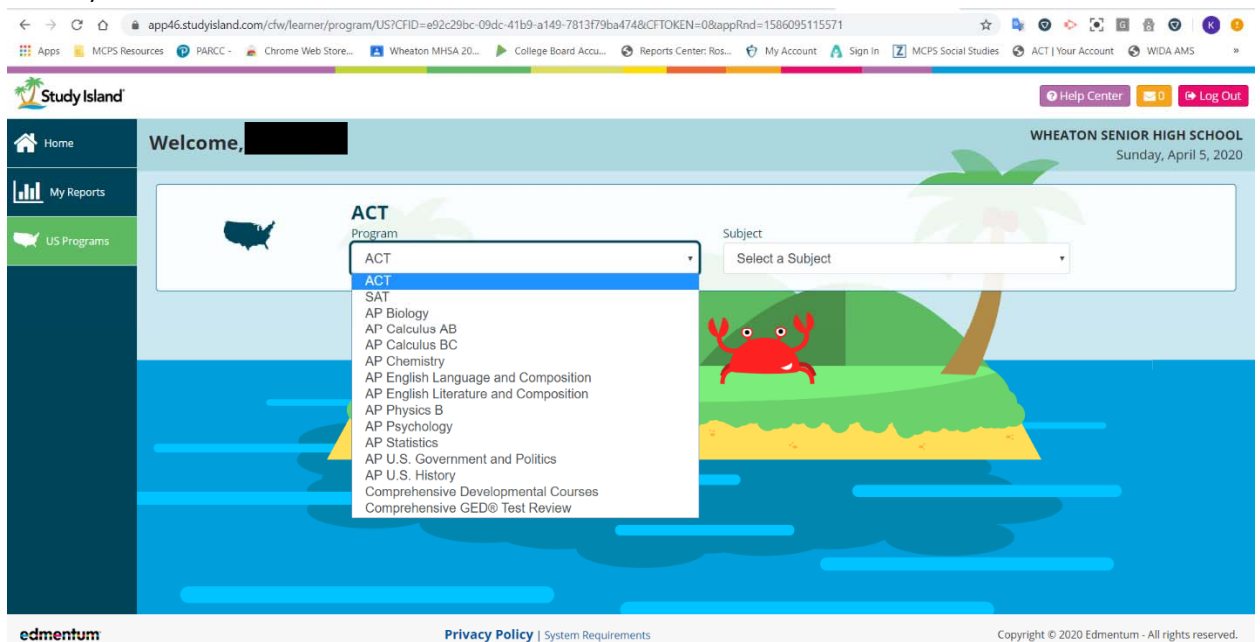 app46.studyisland.com/cfw/learner/program/US?CFID=e92c29bc-09dc-41b9-a149-7813f79ba474&CFTOKEN=0&appRnd=1586095115571
Apps MCPS Resources PARCC - Chrome Web Store... Wheaton MHSA 20... College Board Accu... Reports Center: Ros... My Account Sign In MCPS Social Studies ACT | Your Account WIDA AMS »
Study Island
Help Center 0 Log Out
Home
Welcome,
WHEATON SENIOR HIGH SCHOOL
Sunday, April 5, 2020
My Reports
US Programs
ACT
Program
Subject
ACT
Select a Subject
ACT
SAT
AP Biology
AP Calculus AB
AP Calculus BC
AP Chemistry
AP English Language and Composition
AP English Literature and Composition
AP Physics B
AP Psychology
AP Statistics
AP U.S. Government and Politics
AP U.S. History
Comprehensive Developmental Courses
Comprehensive GED® Test Review
edmentum
Privacy Policy | System Requirements
Copyright © 2020 Edmentum - All rights reserved.